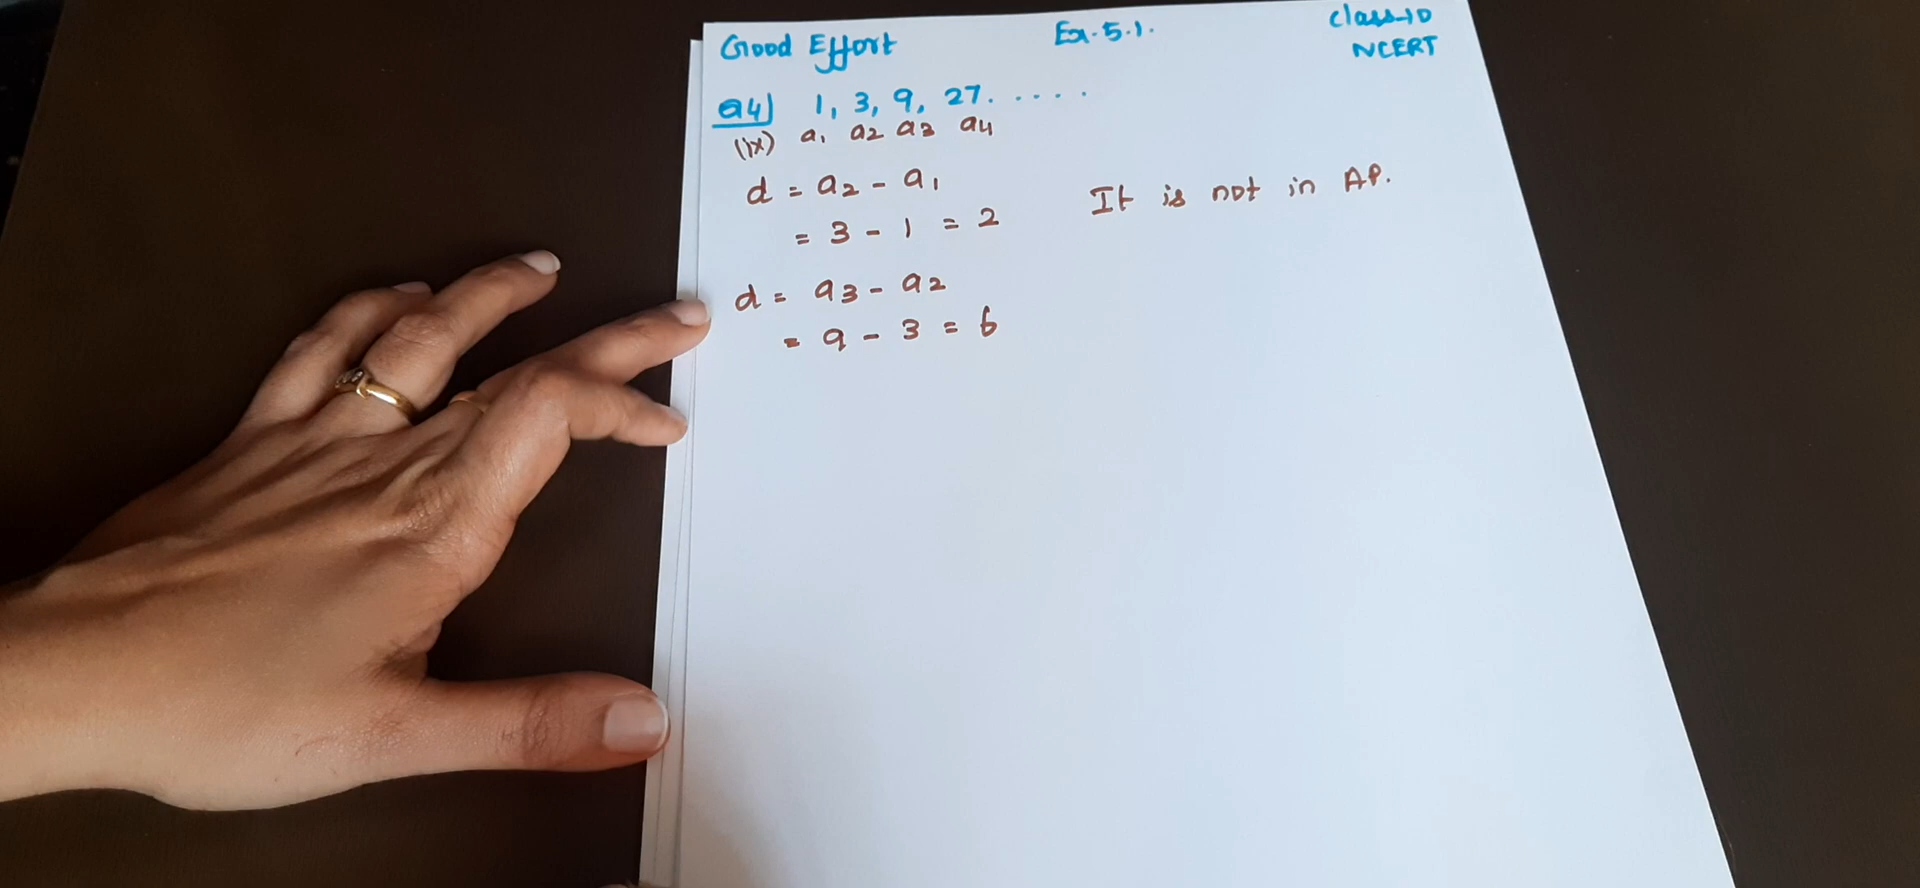 Good Effort Ex. 5.1. Class-10
NCERT
Q4) 1, 3, 9, 27. ....
(ix) a1 a2 a3 a4
d = a2 - a1
= 3 - 1 = 2
It is not in AP.
d = a3 - a2
= 9 - 3 = 6